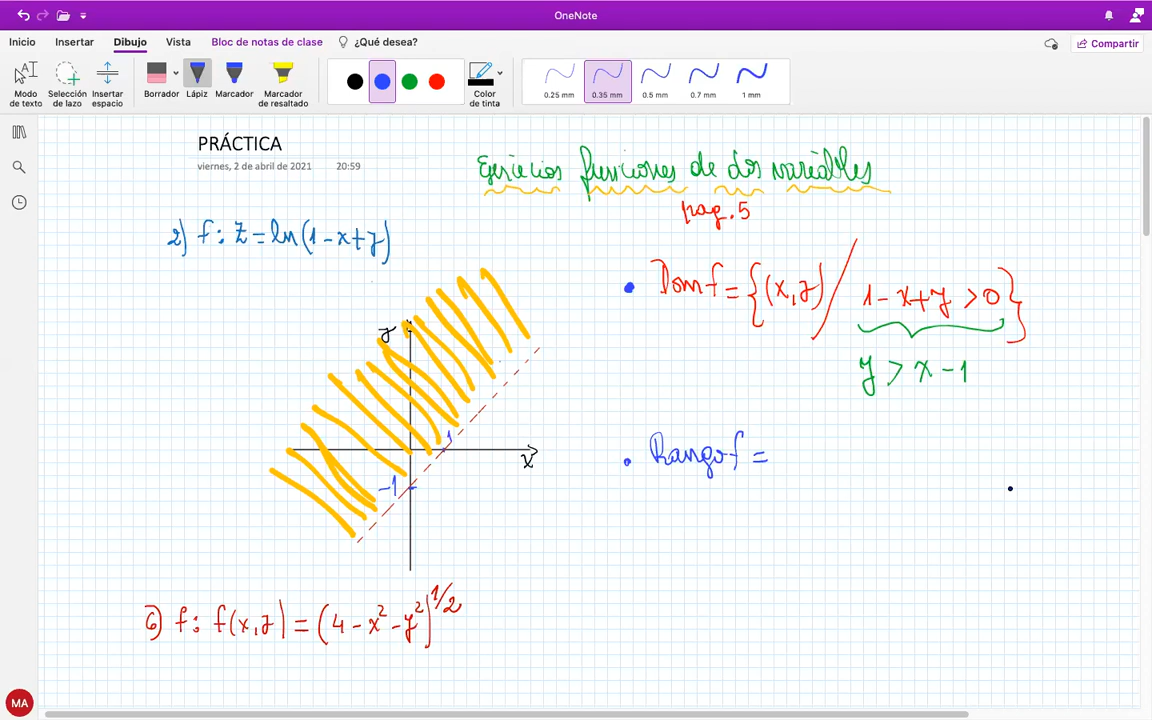 OneNote
Inicio Insertar Dibujo Vista Bloc de notas de clase ¿Qué desea? Compartir
Modo de texto Selección de lazo Insertar espacio Borrador Lápiz Marcador Marcador de resaltado Color de tinta 0.25 mm 0.35 mm 0.5 mm 0.7 mm 1 mm
PRÁCTICA
viernes, 2 de abril de 2021 20:59
Ejercicios funciones de dos variables
pag. 5
2) f: z = ln(1-x+y)
• Dom f = {(x,y) / 1-x+y > 0}
y > x - 1
y
1
x
-1
• Rango f =
6) f: f(x,y) = (4-x²-y²)^1/2
MA